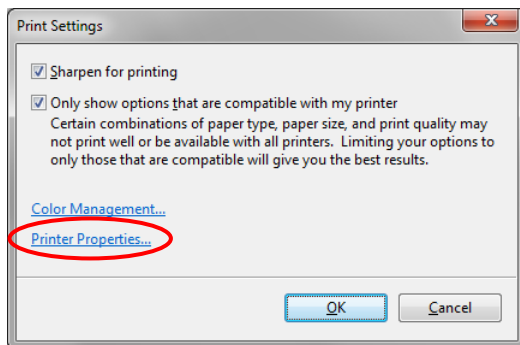 Print Settings
Sharpen for printing
Only show options that are compatible with my printer
Certain combinations of paper type, paper size, and print quality may
not print well or be available with all printers. Limiting your options to
only those that are compatible will give you the best results.
Color Management...
Printer Properties...
OK
Cancel